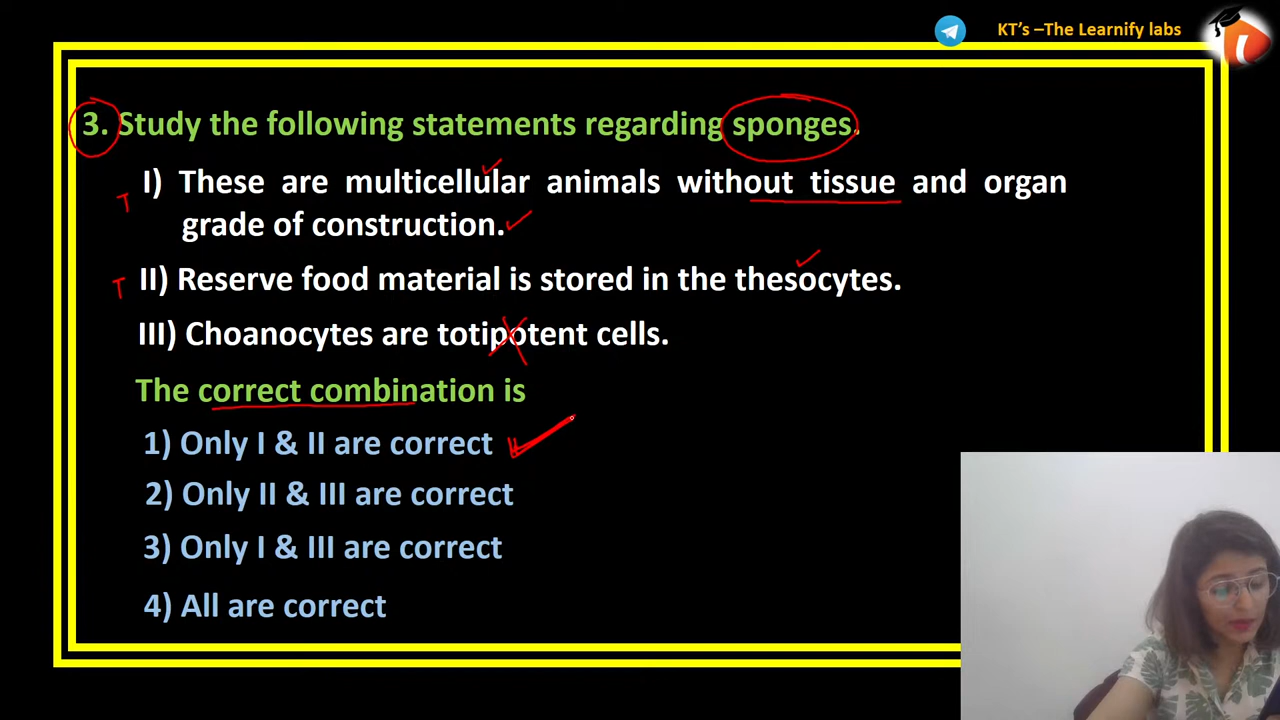 KT's –The Learnify labs
3. Study the following statements regarding sponges.
T I) These are multicellular animals without tissue and organ
grade of construction.
T II) Reserve food material is stored in the thesocytes.
III) Choanocytes are totipotent cells.
The correct combination is
1) Only I & II are correct
2) Only II & III are correct
3) Only I & III are correct
4) All are correct